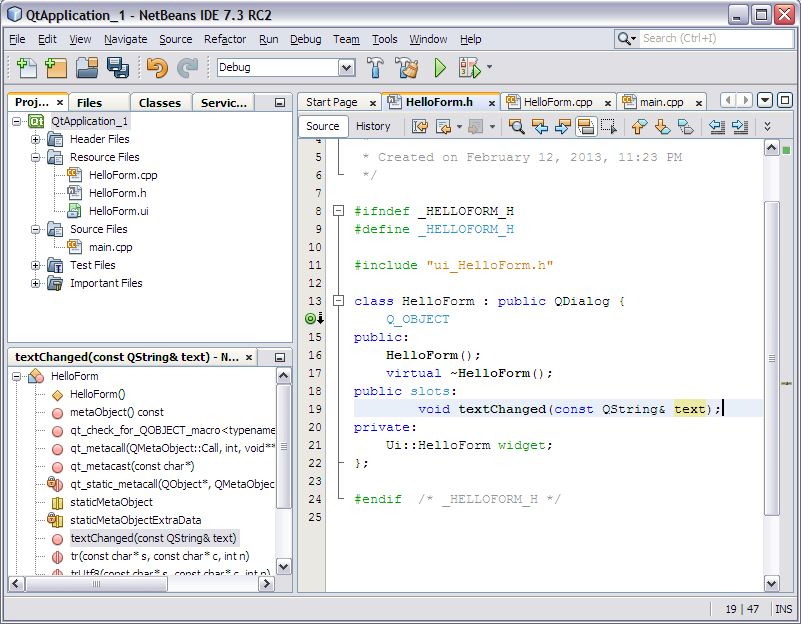 QtApplication_1 - NetBeans IDE 7.3 RC2
File Edit View Navigate Source Refactor Run Debug Team Tools Window Help
Search (Ctrl+I)
Debug
Proj... Files Classes Servic...
QtApplication_1
Header Files
Resource Files
HelloForm.cpp
HelloForm.h
HelloForm.ui
Source Files
main.cpp
Test Files
Important Files
textChanged(const QString& text) - N...
HelloForm
HelloForm()
metaObject() const
qt_check_for_QOBJECT_macro<typename
qt_metacall(QMetaObject::Call, int, void**
qt_metacast(const char*)
qt_static_metacall(QObject*, QMetaObjec
staticMetaObject
staticMetaObjectExtraData
textChanged(const QString& text)
tr(const char* s, const char* c, int n)
trUtf8(const char* s, const char* c, int n)
Start Page HelloForm.h HelloForm.cpp main.cpp
Source History
4
5 * Created on February 12, 2013, 11:23 PM
6 */
7
8 #ifndef _HELLOFORM_H
9 #define _HELLOFORM_H
10
11 #include "ui_HelloForm.h"
12
13 class HelloForm : public QDialog {
Q_OBJECT
15 public:
16 HelloForm();
17 virtual ~HelloForm();
18 public slots:
19 void textChanged(const QString& text);
20 private:
21 Ui::HelloForm widget;
22 };
23
24 #endif /* _HELLOFORM_H */
25
19 | 47 INS